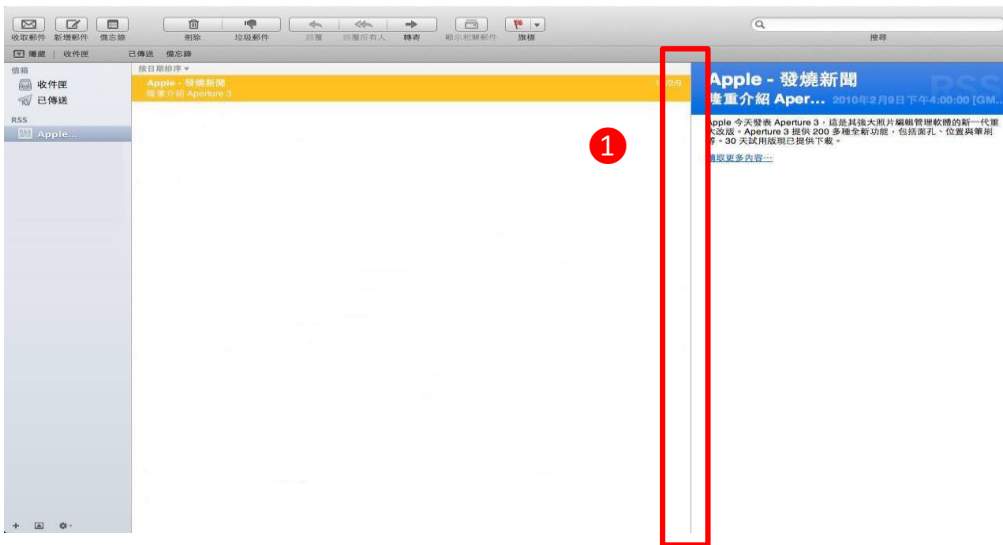 收取郵件 新增郵件 備忘錄 刪除 垃圾郵件 回覆 回覆所有人 轉寄 顯示相關郵件 旗標 搜尋
隱藏 收件匣 已傳送 備忘錄
信箱
收件匣
已傳送
RSS
Apple...
按日期排序
Apple - 發燒新聞
隆重介紹 Aperture 3
1
Apple - 發燒新聞
RSS
隆重介紹 Aper... 2010年2月9日下午4:00:00 [GM...
Apple 今天發表 Aperture 3，這是其強大照片編輯管理軟體的新一代重
大改版。Aperture 3 提供 200 多種全新功能，包括面孔、位置與筆刷
等。30 天試用版現已提供下載。
讀取更多內容…